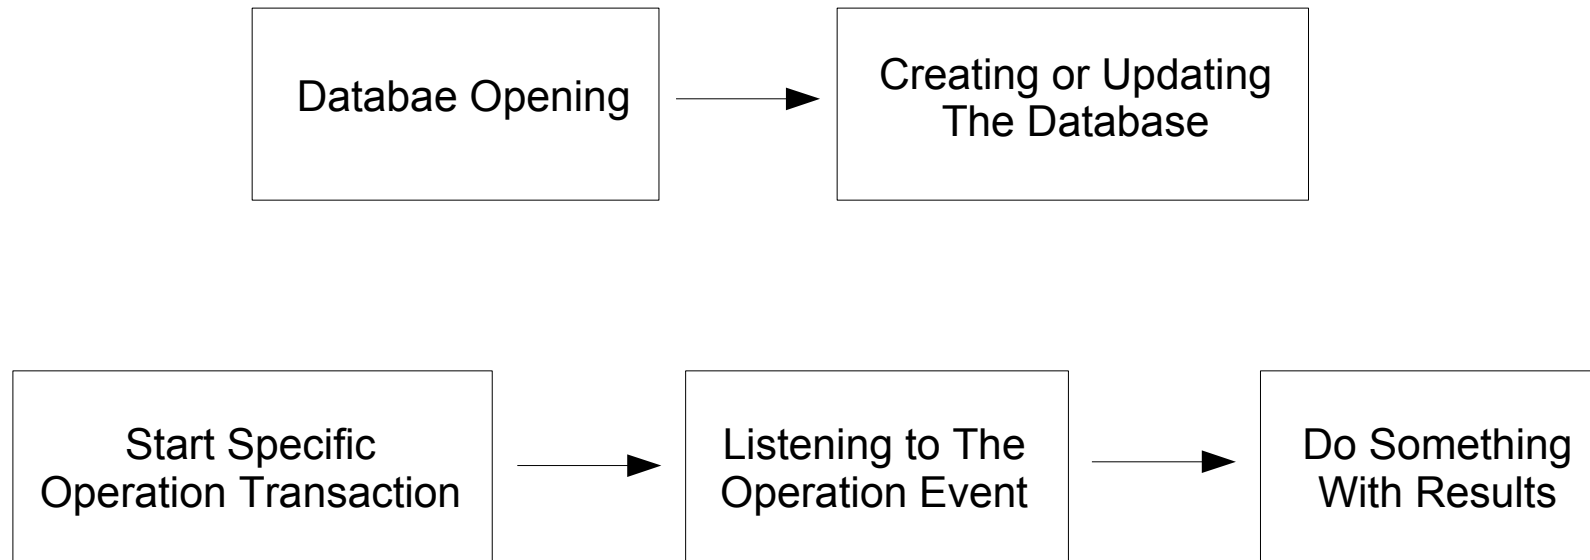 Databae Opening
Creating or Updating
The Database
Start Specific
Operation Transaction
Listening to The
Operation Event
Do Something
With Results